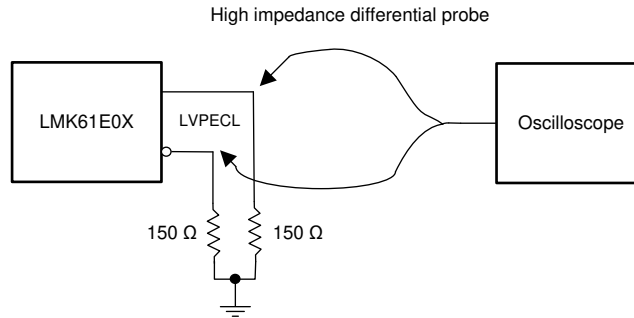 High impedance differential probe
LMK61E0X
LVPECL
Oscilloscope
150 Ω
150 Ω